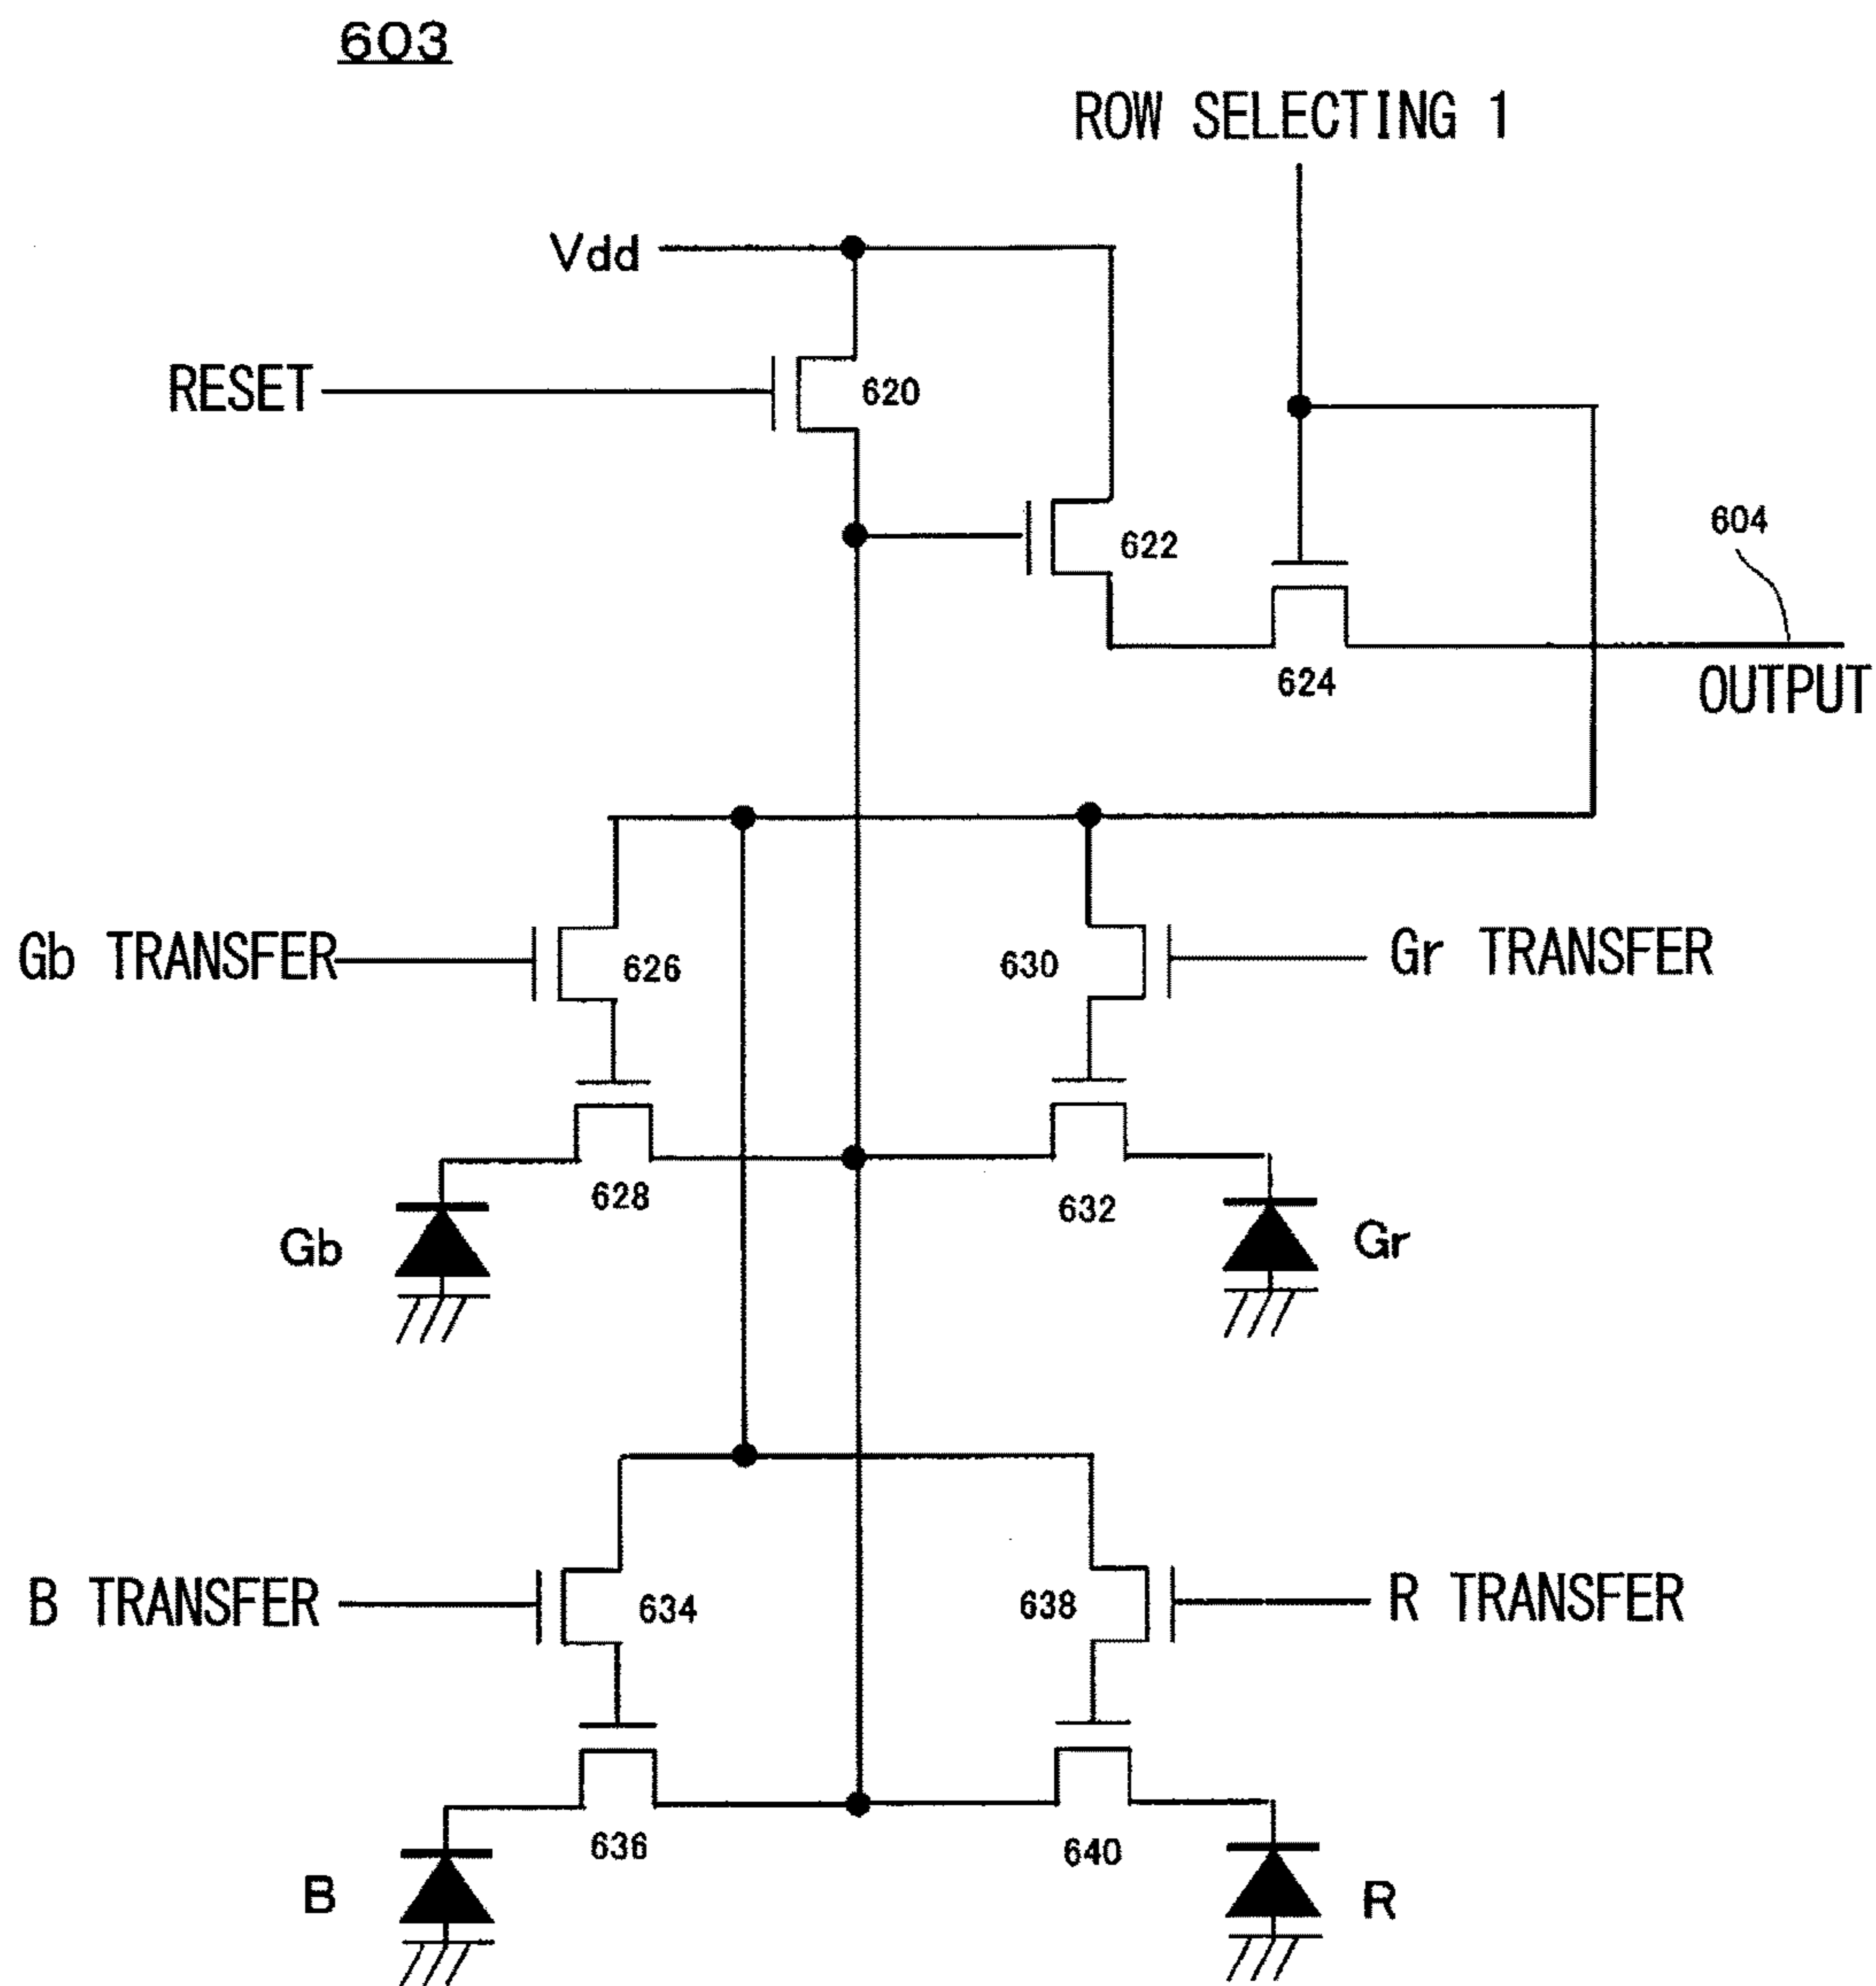 603
ROW SELECTING 1
Vdd
RESET
620
622
604
624
OUTPUT
Gb TRANSFER
626
630
Gr TRANSFER
628
632
Gb
Gr
B TRANSFER
634
638
R TRANSFER
636
640
B
R